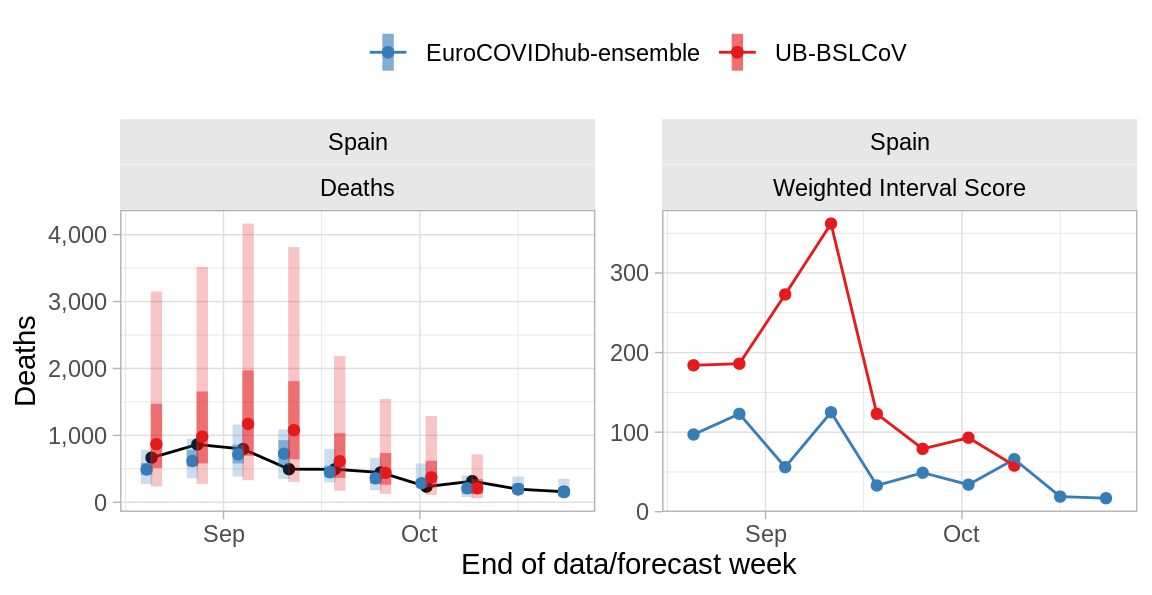 EuroCOVIDhub-ensemble UB-BSLCoV
Spain
Deaths
Deaths
4,000
3,000
2,000
1,000
0
Sep Oct
Spain
Weighted Interval Score
300
200
100
0
Sep Oct
End of data/forecast week